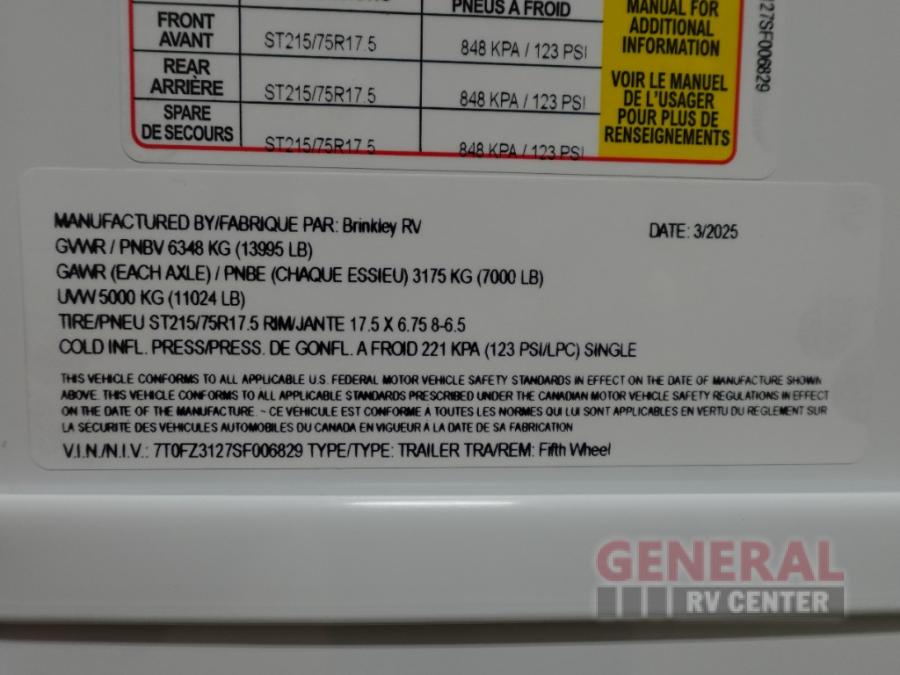 PNEUS À FROID
MANUAL FOR
ADDITIONAL
INFORMATION
FRONT
AVANT
ST215/75R17.5
848 KPA / 123 PSI
REAR
ARRIÈRE
ST215/75R17.5
848 KPA / 123 PSI
SPARE
DE SECOURS
ST215/75R17.5
848 KPA / 123 PSI
VOIR LE MANUEL
DE L'USAGER
POUR PLUS DE
RENSEIGNEMENTS
127SF006829
MANUFACTURED BY/FABRIQUE PAR: Brinkley RV
DATE: 3/2025
GVWR / PNBV 6348 KG (13995 LB)
GAWR (EACH AXLE) / PNBE (CHAQUE ESSIEU) 3175 KG (7000 LB)
UVW 5000 KG (11024 LB)
TIRE/PNEU ST215/75R17.5 RIM/JANTE 17.5 X 6.75 8-6.5
COLD INFL. PRESS/PRESS. DE GONFL. A FROID 221 KPA (123 PSI/LPC) SINGLE
THIS VEHICLE CONFORMS TO ALL APPLICABLE U.S. FEDERAL MOTOR VEHICLE SAFETY STANDARDS IN EFFECT ON THE DATE OF MANUFACTURE SHOWN
ABOVE. THIS VEHICLE CONFORMS TO ALL APPLICABLE STANDARDS PRESCRIBED UNDER THE CANADIAN MOTOR VEHICLE SAFETY REGULATIONS IN EFFECT
ON THE DATE OF THE MANUFACTURE. - CE VEHICULE EST CONFORME A TOUTES LES NORMES QUI LUI SONT APPLICABLES EN VERTU DU REGLEMENT SUR
LA SECURITE DES VEHICULES AUTOMOBILES DU CANADA EN VIGUEUR A LA DATE DE SA FABRICATION
V.I.N./N.I.V.: 7T0FZ3127SF006829 TYPE/TYPE: TRAILER TRA/REM: Fifth Wheel
GENERAL
RV CENTER